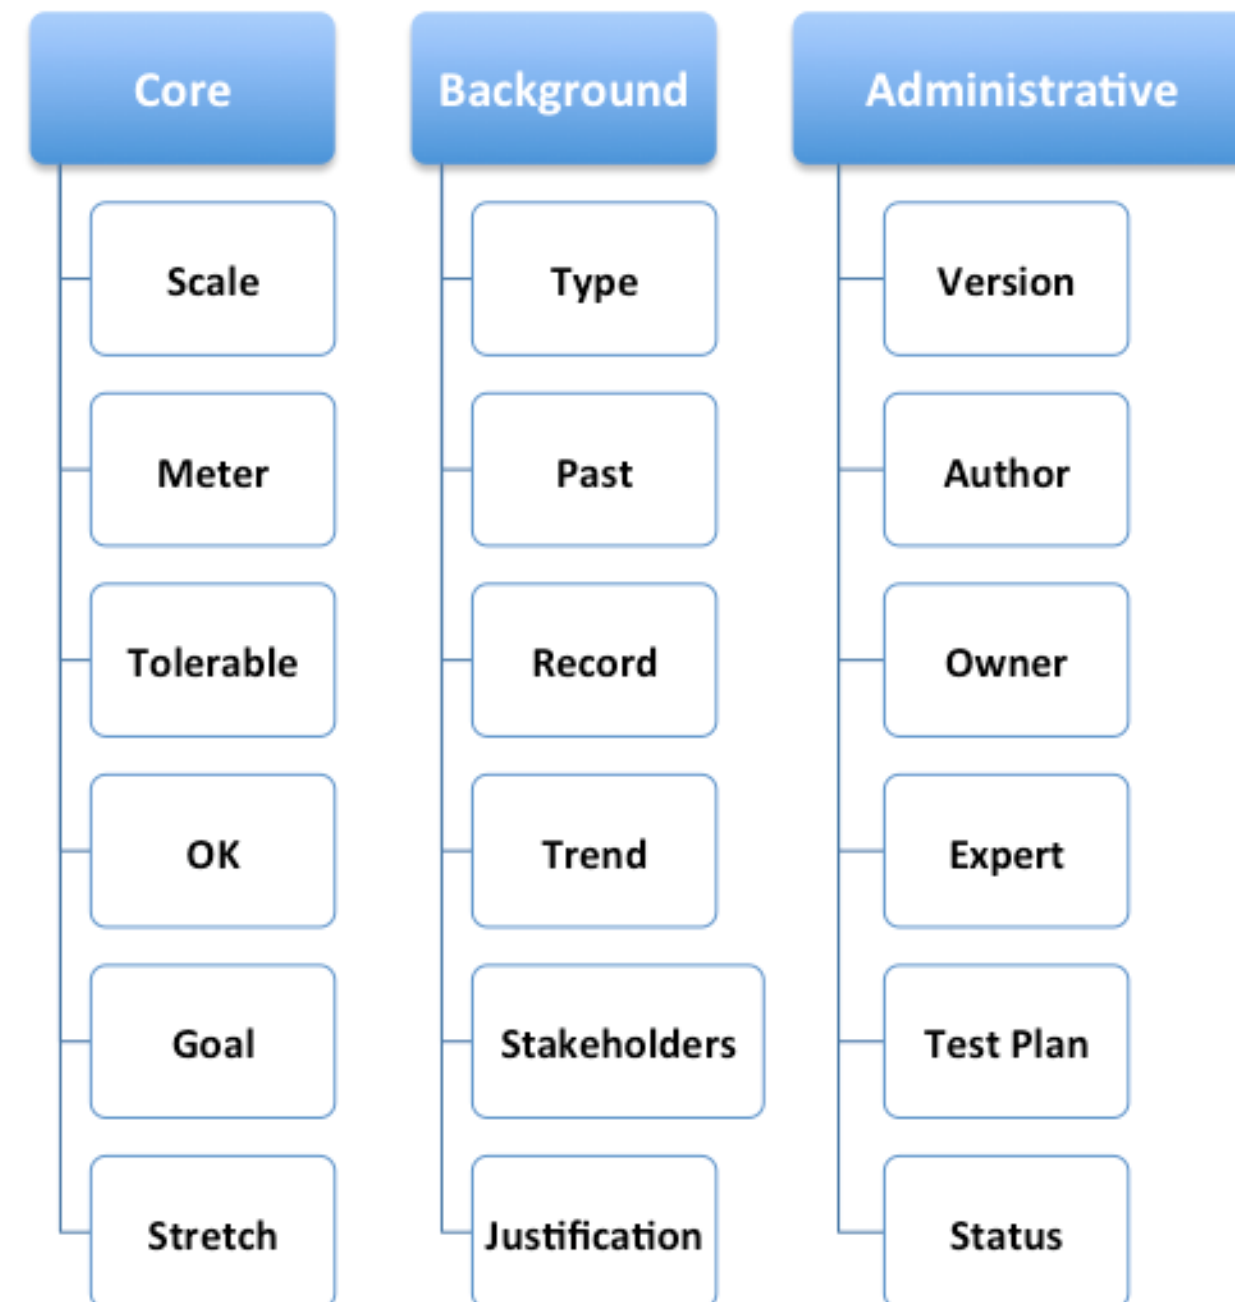 Core
Scale
Meter
Tolerable
OK
Goal
Stretch
Background
Type
Past
Record
Trend
Stakeholders
Justification
Administrative
Version
Author
Owner
Expert
Test Plan
Status